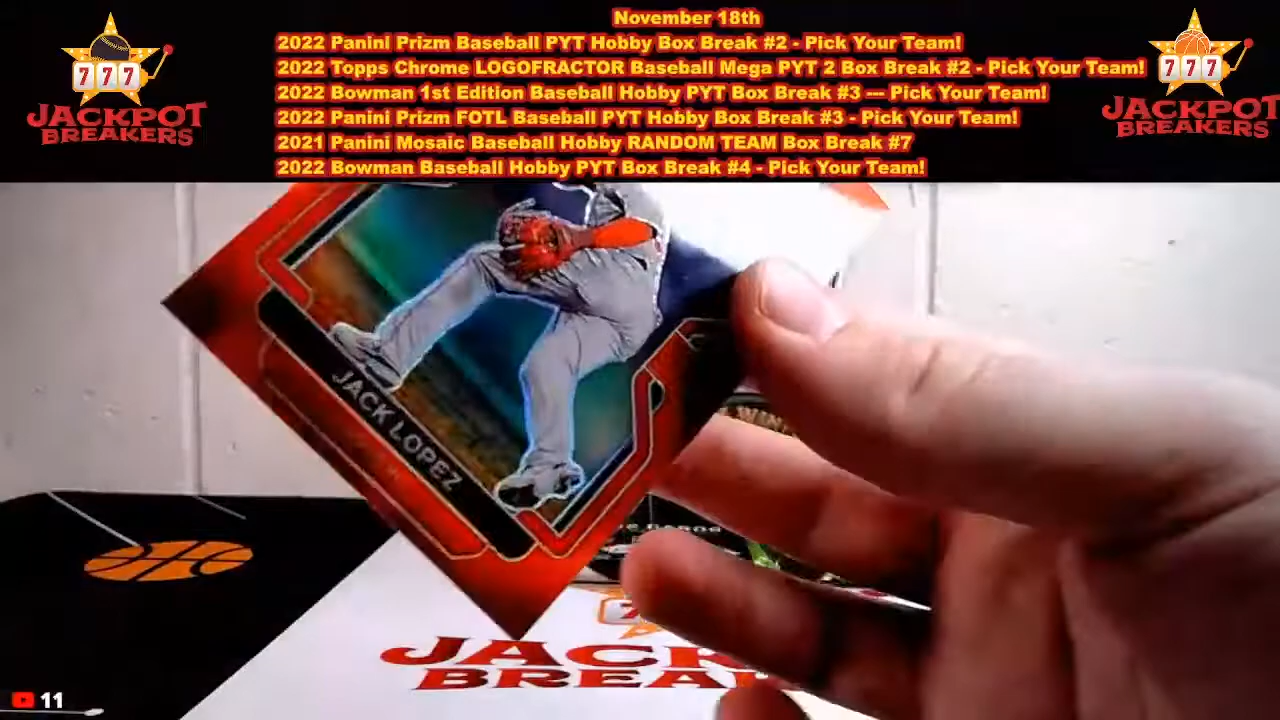 November 18th
2022 Panini Prizm Baseball PYT Hobby Box Break #2 - Pick Your Team!
2022 Topps Chrome LOGOFRACTOR Baseball Mega PYT 2 Box Break #2 - Pick Your Team!
2022 Bowman 1st Edition Baseball Hobby PYT Box Break #3 --- Pick Your Team!
2022 Panini Prizm FOTL Baseball PYT Hobby Box Break #3 - Pick Your Team!
2021 Panini Mosaic Baseball Hobby RANDOM TEAM Box Break #7
2022 Bowman Baseball Hobby PYT Box Break #4 - Pick Your Team!
777
JACKPOT
BREAKERS
777
JACKPOT
BREAKERS
JACK LOPEZ
JACK
BREA
11